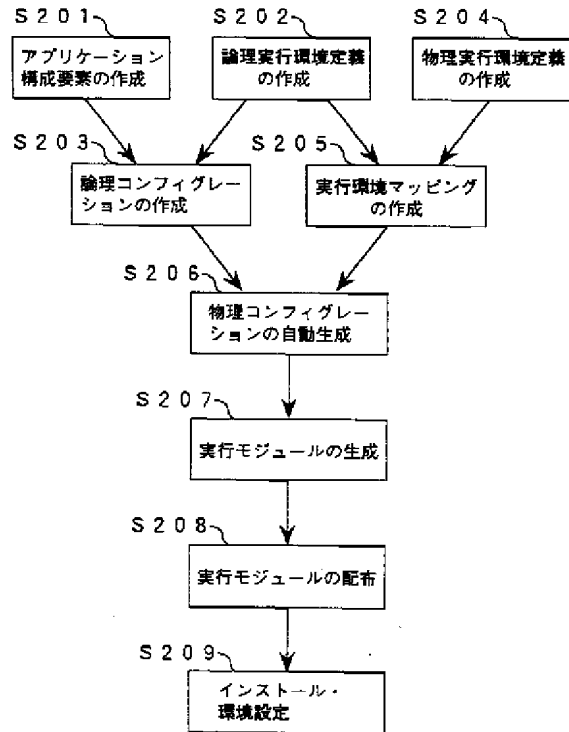 S201
S202
S204
アプリケーション
構成要素の作成
論理実行環境定義
の作成
物理実行環境定義
の作成
S203
S205
論理コンフィグレー
ションの作成
実行環境マッピング
の作成
S206
物理コンフィグレー
ションの自動生成
S207
実行モジュールの生成
S208
実行モジュールの配布
S209
インストール・
環境設定